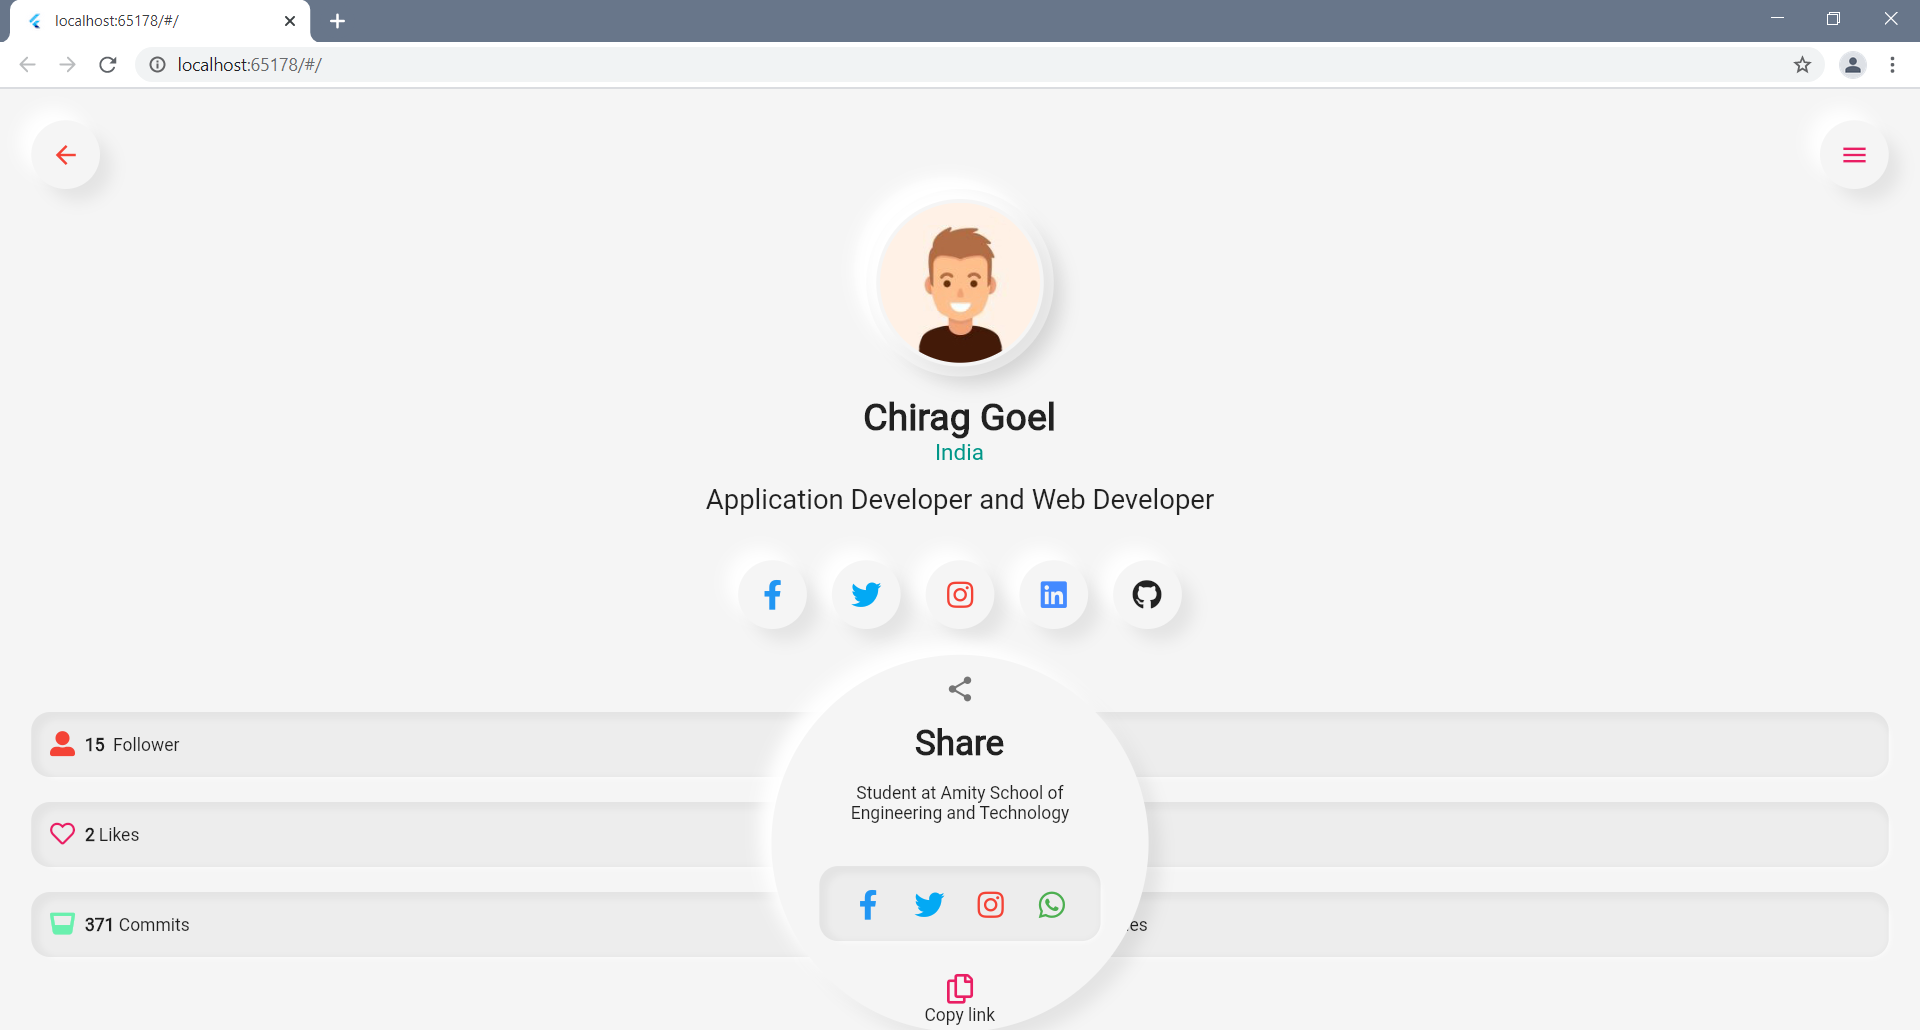 localhost:65178/#/
localhost:65178/#/
Chirag Goel
India
Application Developer and Web Developer
Share
15 Follower
Student at Amity School of
Engineering and Technology
2 Likes
371 Commits
es
Copy link